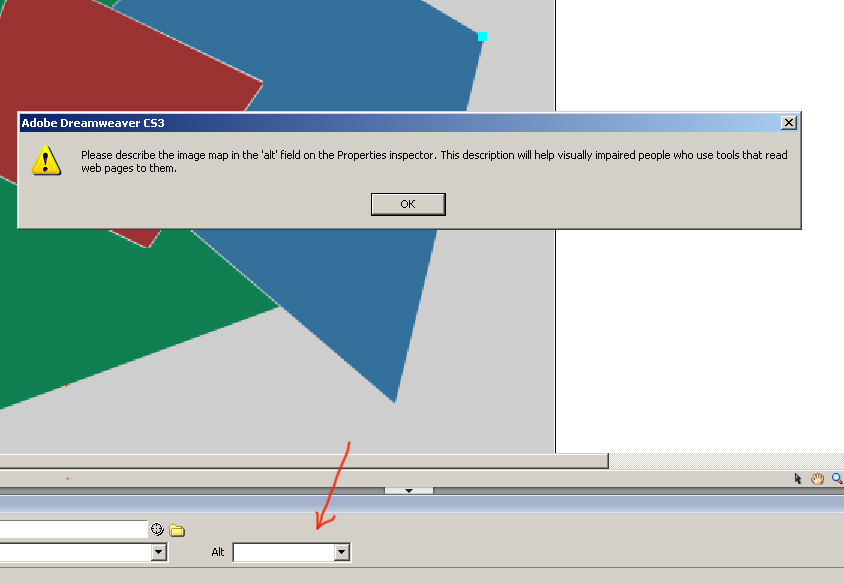 Adobe Dreamweaver CS3
Please describe the image map in the 'alt' field on the Properties inspector. This description will help visually impaired people who use tools that read
web pages to them.
OK
Alt